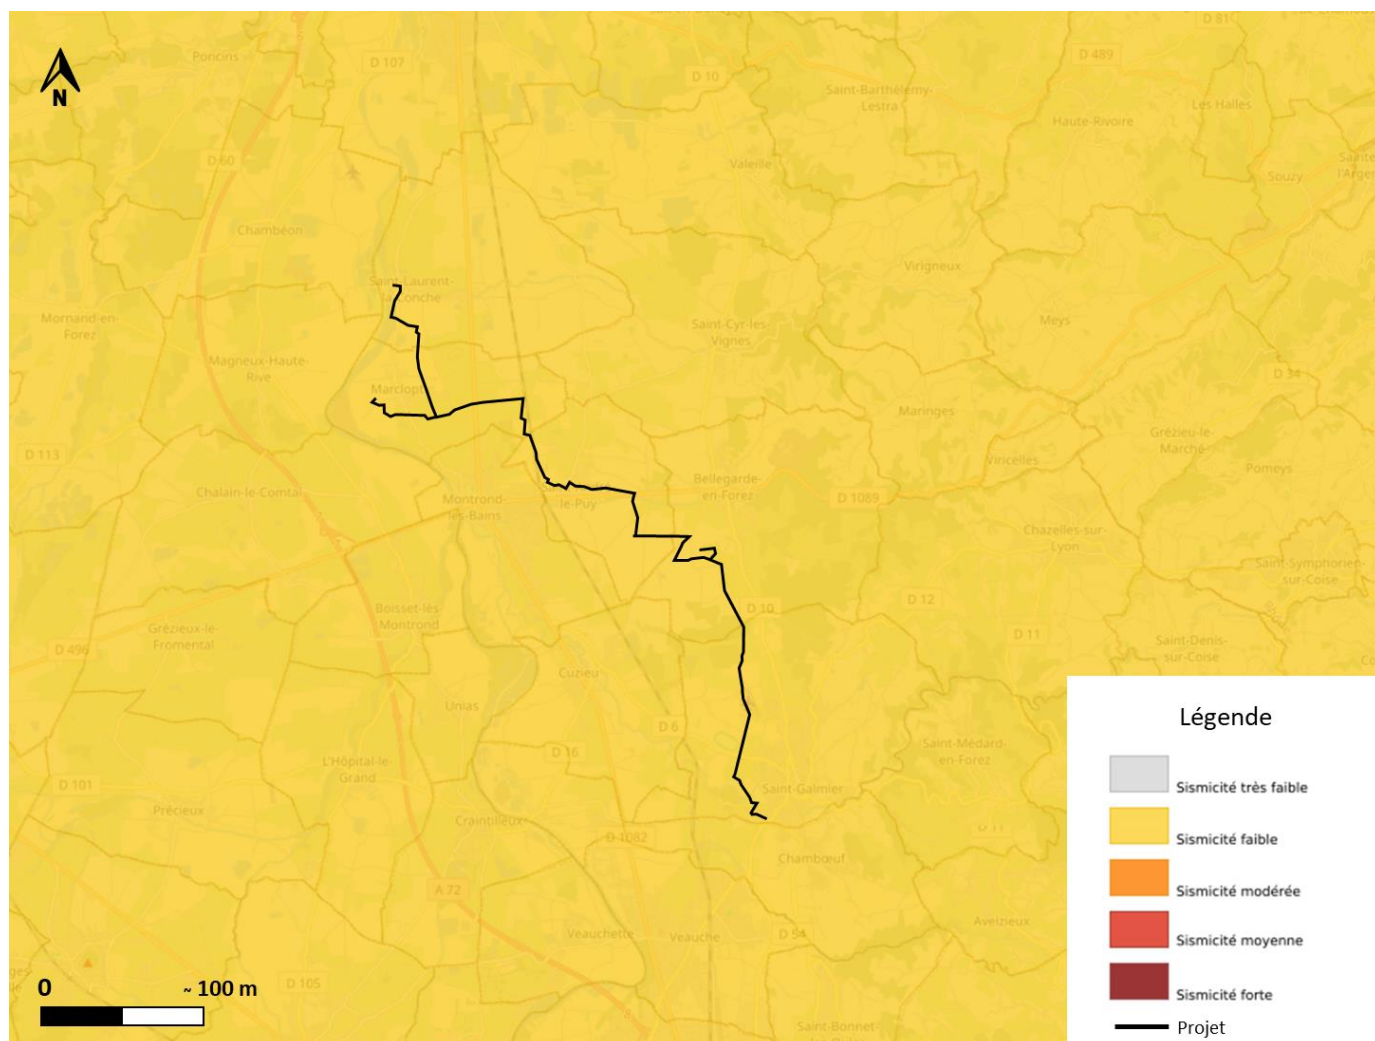 D 81
Poncins
D 107
D 489
D 10
Saint-Barthélemy-
Lestra
Les Halles
Haute-Rivoire
N
D 60
Valeille
Souzy
Chambéon
Virigneux
Saint-Laurent-
la-Conche
Mornand-en-
Forez
Saint-Cyr-les-
Vignes
Meys
Magneux-Haute-
Rive
D 34
Marclopt
Maringes
Grézieu-le-
Marché
D 113
Viricelles
Pomeys
Chalain-le-Comtal
Bellegarde-
en-Forez
Montrond-
les-Bains
le-Puy
D 1089
Chazelles-sur-
Lyon
Saint-Symphorien-
sur-Coise
Boisset-lès-
Montrond
D 10
D 12
Grézieux-le-
Fromental
D 11
Saint-Denis-
sur-Coise
D 496
Cuzieu
Unias
D 6
Légende
D 16
Saint-Médard-
en-Forez
L'Hôpital-le-
Grand
D 101
Saint-Galmier
Sismicité très faible
Précieux
Craintilleux
D 11
D 1082
Sismicité faible
Chambœuf
A 72
Sismicité modérée
Aveizieux
Veauchette
Veauche
D 54
Sismicité moyenne
D 105
0
~ 100 m
Sismicité forte
Saint-Bonnet-
Projet